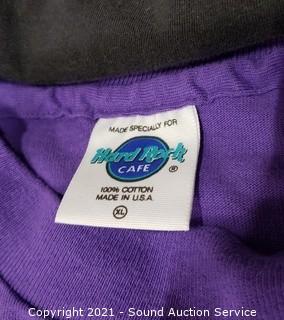 MADE SPECIALLY FOR
Hard Rock
CAFE ®
100% COTTON
MADE IN U.S.A.
XL
Copyright © 2021 - Sound Auction Service